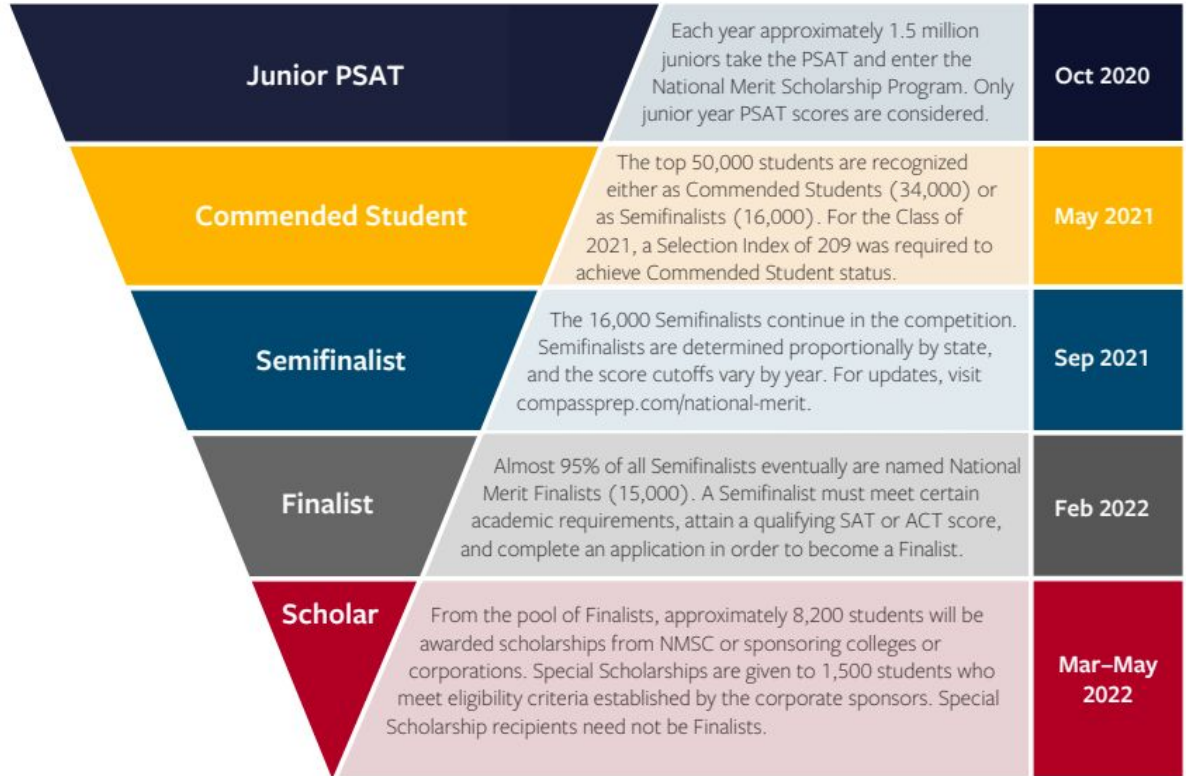 Junior PSAT
Each year approximately 1.5 million
juniors take the PSAT and enter the
National Merit Scholarship Program. Only
junior year PSAT scores are considered.
Oct 2020
Commended Student
The top 50,000 students are recognized
either as Commended Students (34,000) or
as Semifinalists (16,000). For the Class of
2021, a Selection Index of 209 was required to
achieve Commended Student status.
May 2021
Semifinalist
The 16,000 Semifinalists continue in the competition.
Semifinalists are determined proportionally by state,
and the score cutoffs vary by year. For updates, visit
compassprep.com/national-merit.
Sep 2021
Finalist
Almost 95% of all Semifinalists eventually are named National
Merit Finalists (15,000). A Semifinalist must meet certain
academic requirements, attain a qualifying SAT or ACT score,
and complete an application in order to become a Finalist.
Feb 2022
Scholar
From the pool of Finalists, approximately 8,200 students will be
awarded scholarships from NMSC or sponsoring colleges or
corporations. Special Scholarships are given to 1,500 students who
meet eligibility criteria established by the corporate sponsors. Special
Scholarship recipients need not be Finalists.
Mar–May
2022